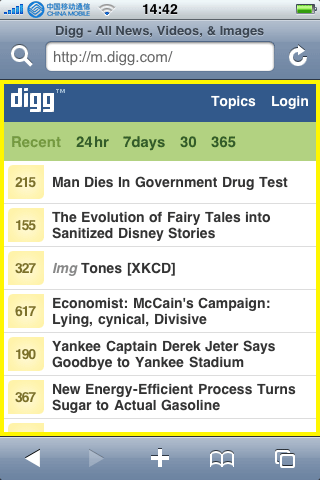 中国移动通信
CHINA MOBILE
14:42
Digg - All News, Videos, & Images
http://m.digg.com/
digg™
Topics Login
Recent 24hr 7days 30 365
215 Man Dies In Government Drug Test
155 The Evolution of Fairy Tales into
Sanitized Disney Stories
327 Img Tones [XKCD]
617 Economist: McCain's Campaign:
Lying, cynical, Divisive
190 Yankee Captain Derek Jeter Says
Goodbye to Yankee Stadium
367 New Energy-Efficient Process Turns
Sugar to Actual Gasoline